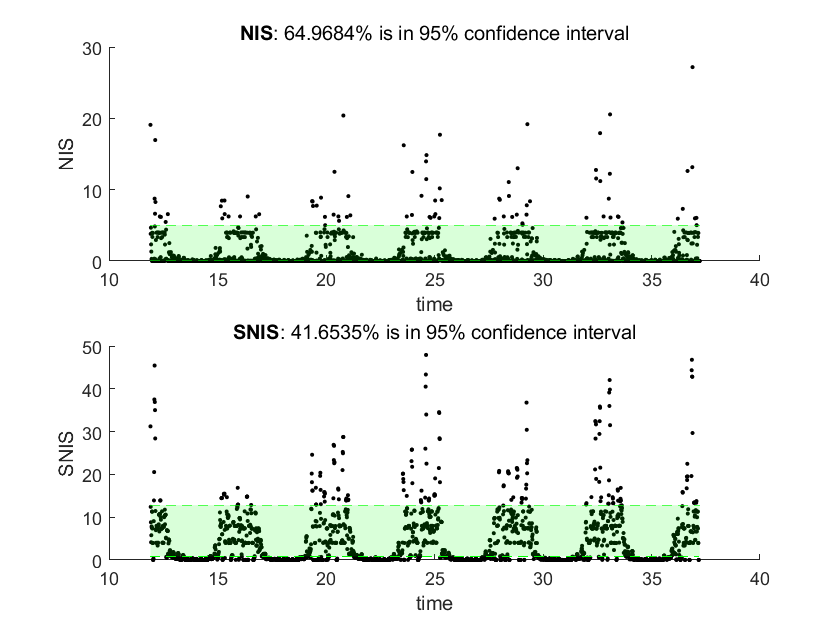 NIS: 64.9684% is in 95% confidence interval
30
20
10
0
NIS
10 15 20 25 30 35 40
time
SNIS: 41.6535% is in 95% confidence interval
50
40
30
20
10
0
SNIS
10 15 20 25 30 35 40
time